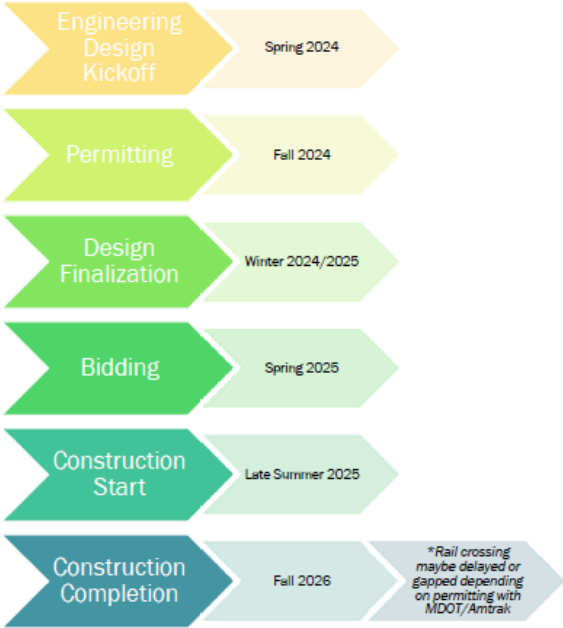 Engineering
Design
Kickoff
Spring 2024
Permitting
Fall 2024
Design
Finalization
Winter 2024/2025
Bidding
Spring 2025
Construction
Start
Late Summer 2025
Construction
Completion
Fall 2026
*Rail crossing
maybe delayed or
gapped depending
on permitting with
MDOT/Amtrak